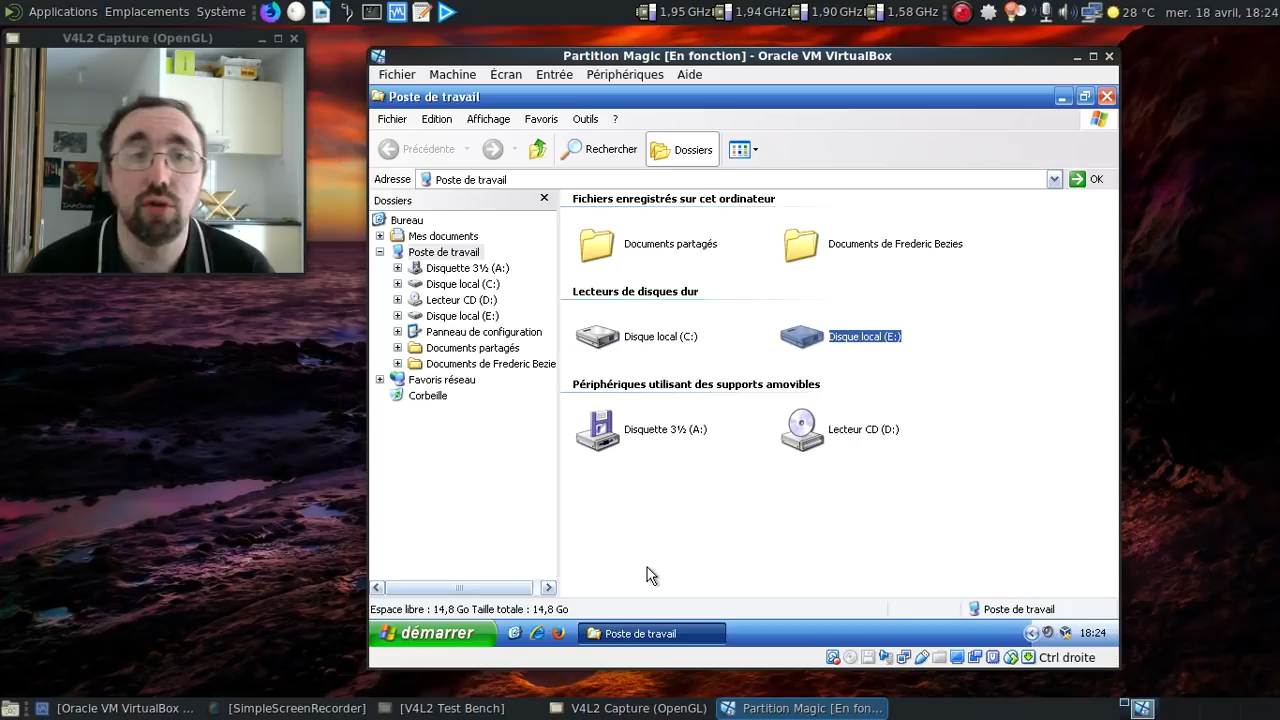 Applications Emplacements Système 1,95 GHz 1,94 GHz 1,90 GHz 1,58 GHz 28 °C mer. 18 avril, 18:24
V4L2 Capture (OpenGL)
Partition Magic [En fonction] - Oracle VM VirtualBox
Fichier Machine Écran Entrée Périphériques Aide
Poste de travail
Fichier Edition Affichage Favoris Outils ?
Précédente Rechercher Dossiers
Adresse Poste de travail OK
Dossiers
Bureau
Mes documents
Poste de travail
Disquette 3½ (A:)
Disque local (C:)
Lecteur CD (D:)
Disque local (E:)
Panneau de configuration
Documents partagés
Documents de Frederic Bezie
Favoris réseau
Corbeille
Fichiers enregistrés sur cet ordinateur
Documents partagés Documents de Frederic Bezies
Lecteurs de disques dur
Disque local (C:) Disque local (E:)
Périphériques utilisant des supports amovibles
Disquette 3½ (A:) Lecteur CD (D:)
Espace libre : 14,8 Go Taille totale : 14,8 Go Poste de travail
démarrer Poste de travail 18:24
Ctrl droite
[Oracle VM VirtualBox ... [SimpleScreenRecorder] [V4L2 Test Bench] V4L2 Capture (OpenGL) Partition Magic [En fon...